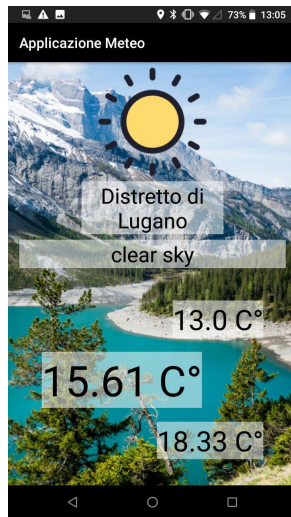 73% 13:05
Applicazione Meteo
Distretto di
Lugano
clear sky
13.0 C°
15.61 C°
18.33 C°